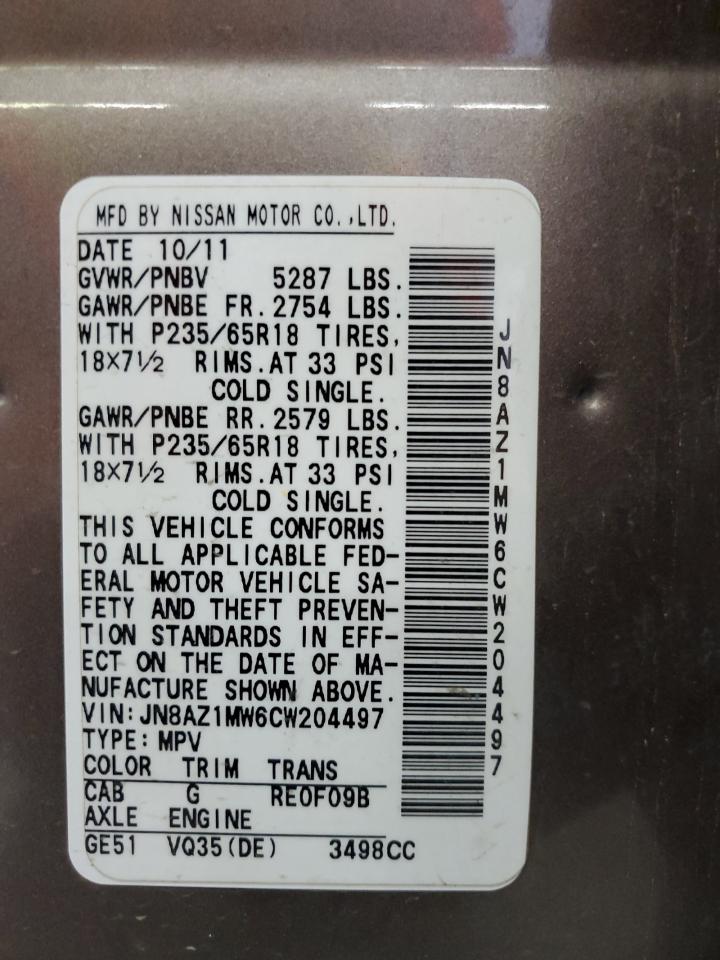 MFD BY NISSAN MOTOR CO.,LTD.
DATE 10/11
GVWR/PNBV 5287 LBS.
GAWR/PNBE FR.2754 LBS.
WITH P235/65R18 TIRES,
18X7½ RIMS.AT 33 PSI
COLD SINGLE.
GAWR/PNBE RR.2579 LBS.
WITH P235/65R18 TIRES,
18X7½ RIMS.AT 33 PSI
COLD SINGLE.
THIS VEHICLE CONFORMS
TO ALL APPLICABLE FED-
ERAL MOTOR VEHICLE SA-
FETY AND THEFT PREVEN-
TION STANDARDS IN EFF-
ECT ON THE DATE OF MA-
NUFACTURE SHOWN ABOVE.
VIN:JN8AZ1MW6CW204497
TYPE:MPV
COLOR TRIM TRANS
CAB G RE0F09B
AXLE ENGINE
GE51 VQ35(DE) 3498CC
JN8AZ1MW6CW204497